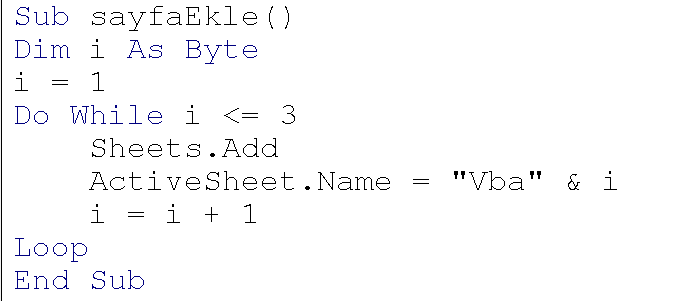 Sub sayfaEkle()
Dim i As Byte
i = 1
Do While i <= 3
    Sheets.Add
    ActiveSheet.Name = "Vba" & i
    i = i + 1
Loop
End Sub